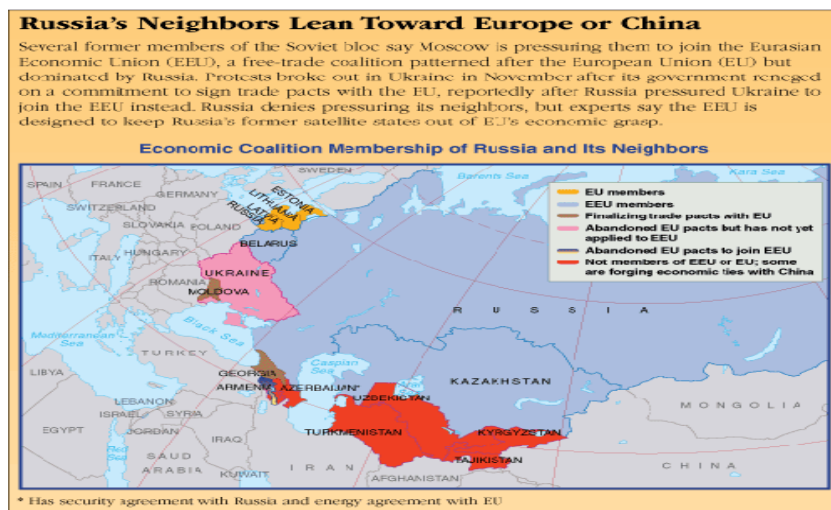 Russia's Neighbors Lean Toward Europe or China
Several former members of the Soviet bloc say Moscow is pressuring them to join the Eurasian
Economic Union (EEU), a free-trade coalition patterned after the European Union (EU) but
dominated by Russia. Protests broke out in Ukraine in November after its government reneged
on a commitment to sign trade pacts with the EU, reportedly after Russia pressured Ukraine to
join the EEU instead. Russia denies pressuring its neighbors, but experts say the EEU is
designed to keep Russia's former satellite states out of EU's economic grasp.
Economic Coalition Membership of Russia and Its Neighbors
EU members
EEU members
Finalizing trade pacts with EU
Abandoned EU pacts but has not yet
applied to EEU
Abandoned EU pacts to join EEU
Not members of EEU or EU; some
are forging economic ties with China
SWEDEN
Barents Sea
Kara Sea
SPAIN
FRANCE
GERMANY
ESTONIA
LITHUANIA
LATVIA
RUSSIA
SWITZERLAND
SLOVAKIA
POLAND
BELARUS
ITALY
HUNGARY
UKRAINE
ROMANIA
MOLDOVA
RUSSIA
Black Sea
Mediterranean
Sea
TURKEY
GEORGIA
Caspian
Sea
Aral
Sea
KAZAKHSTAN
LIBYA
ARMENIA
AZERBAIJAN*
UZBEKISTAN
MONGOLIA
LEBANON
ISRAEL
SYRIA
TURKMENISTAN
KYRGYZSTAN
EGYPT
JORDAN
IRAQ
TAJIKISTAN
Red
Sea
SAUDI
ARABIA
KUWAIT
IRAN
AFGHANISTAN
CHINA
* Has security agreement with Russia and energy agreement with EU